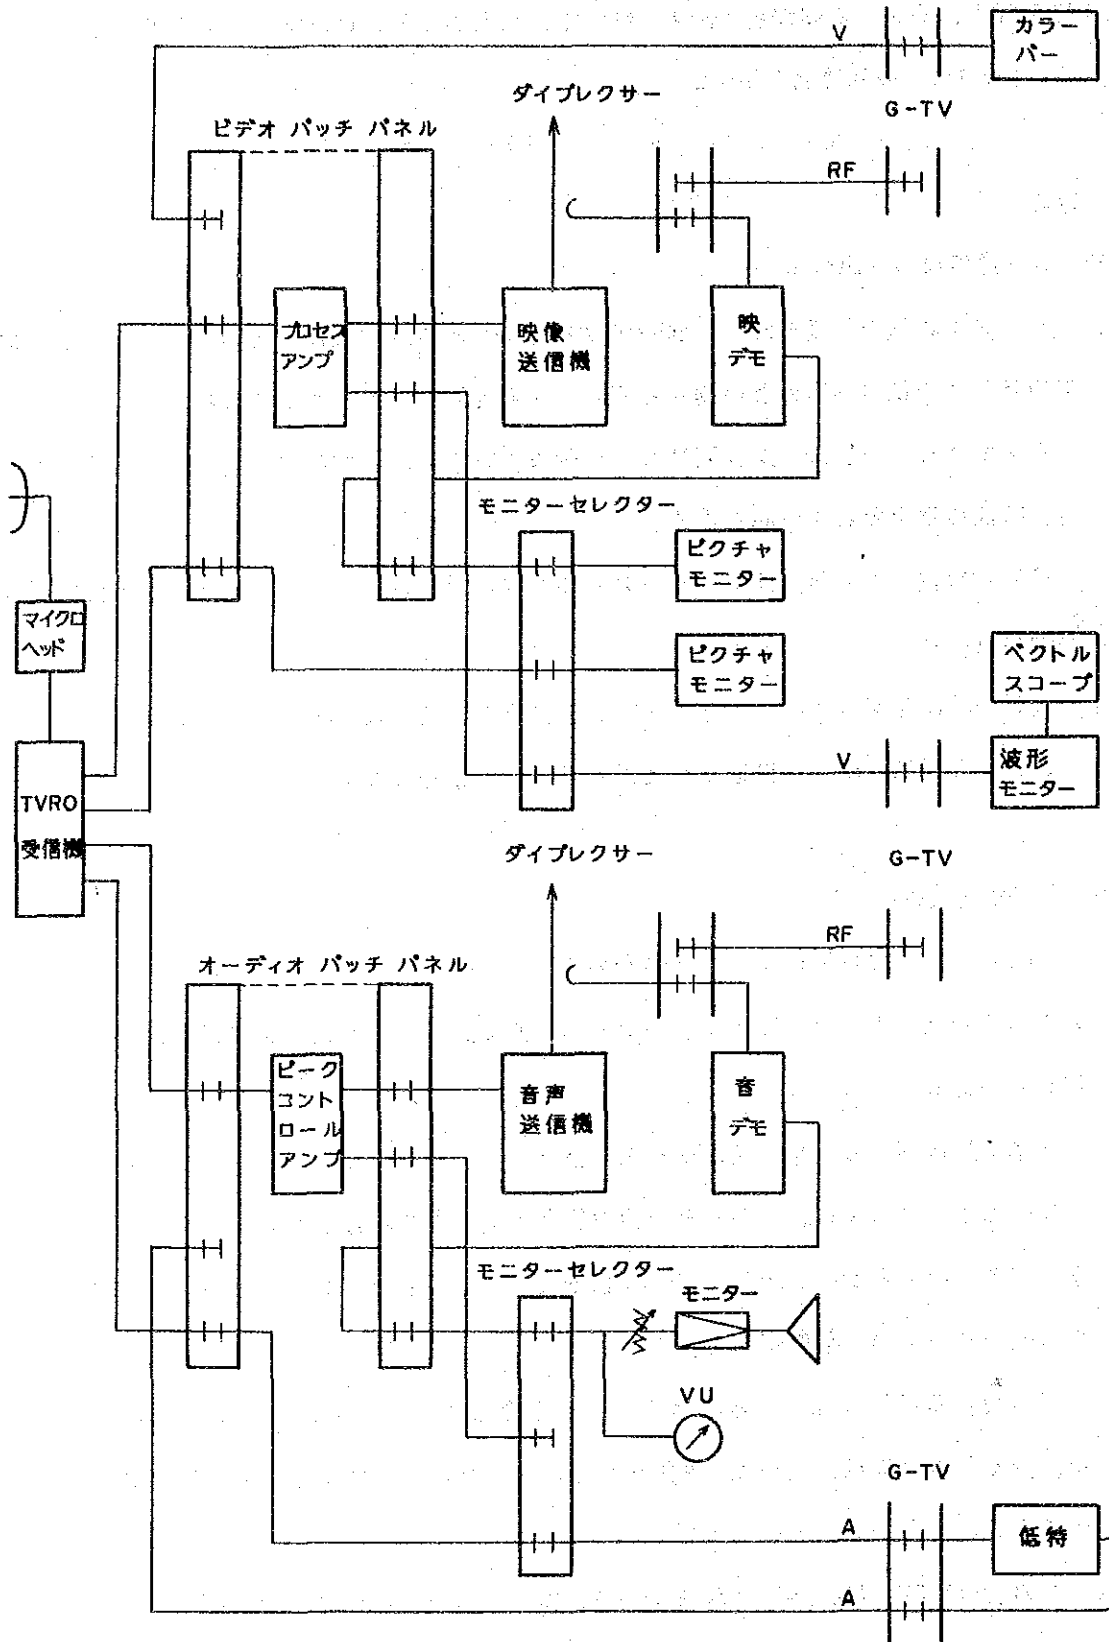 V
カラー
バー
ダイプレクサー
G-TV
ビデオ パッチ パネル
RF
プロセス
アンプ
映像
送信機
映
デモ
モニターセレクター
ピクチャ
モニター
マイクロ
ヘッド
ピクチャ
モニター
ベクトル
スコープ
V
波形
モニター
TVRO
受信機
ダイプレクサー
G-TV
RF
オーディオ パッチ パネル
ピーク
コント
ロール
アンプ
音声
送信機
音
デモ
モニターセレクター
モニター
VU
G-TV
A
低特
A